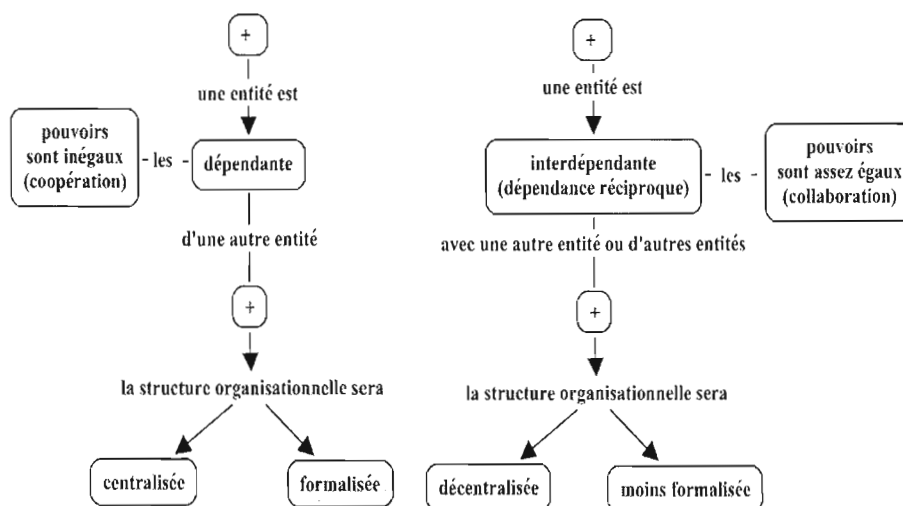 +
une entité est
pouvoirs
sont inégaux
(coopération)
- les -
dépendante
d'une autre entité
+
la structure organisationnelle sera
centralisée
formalisée
+
une entité est
interdépendante
(dépendance réciproque)
- les -
pouvoirs
sont assez égaux
(collaboration)
avec une autre entité ou d'autres entités
+
la structure organisationnelle sera
décentralisée
moins formalisée